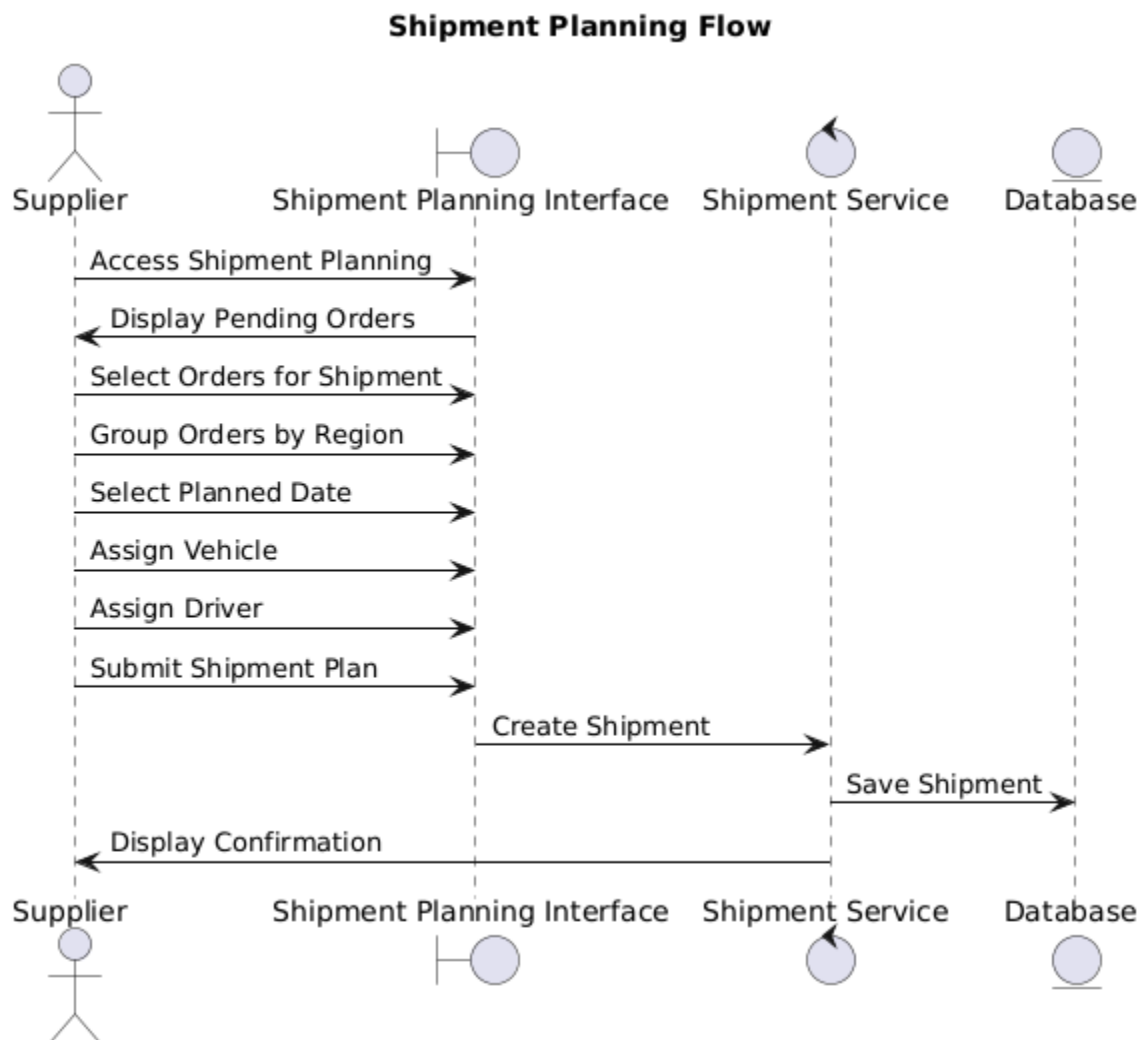 Shipment Planning Flow
Supplier
Shipment Planning Interface
Shipment Service
Database
Access Shipment Planning
Display Pending Orders
Select Orders for Shipment
Group Orders by Region
Select Planned Date
Assign Vehicle
Assign Driver
Submit Shipment Plan
Create Shipment
Save Shipment
Display Confirmation
Supplier
Shipment Planning Interface
Shipment Service
Database